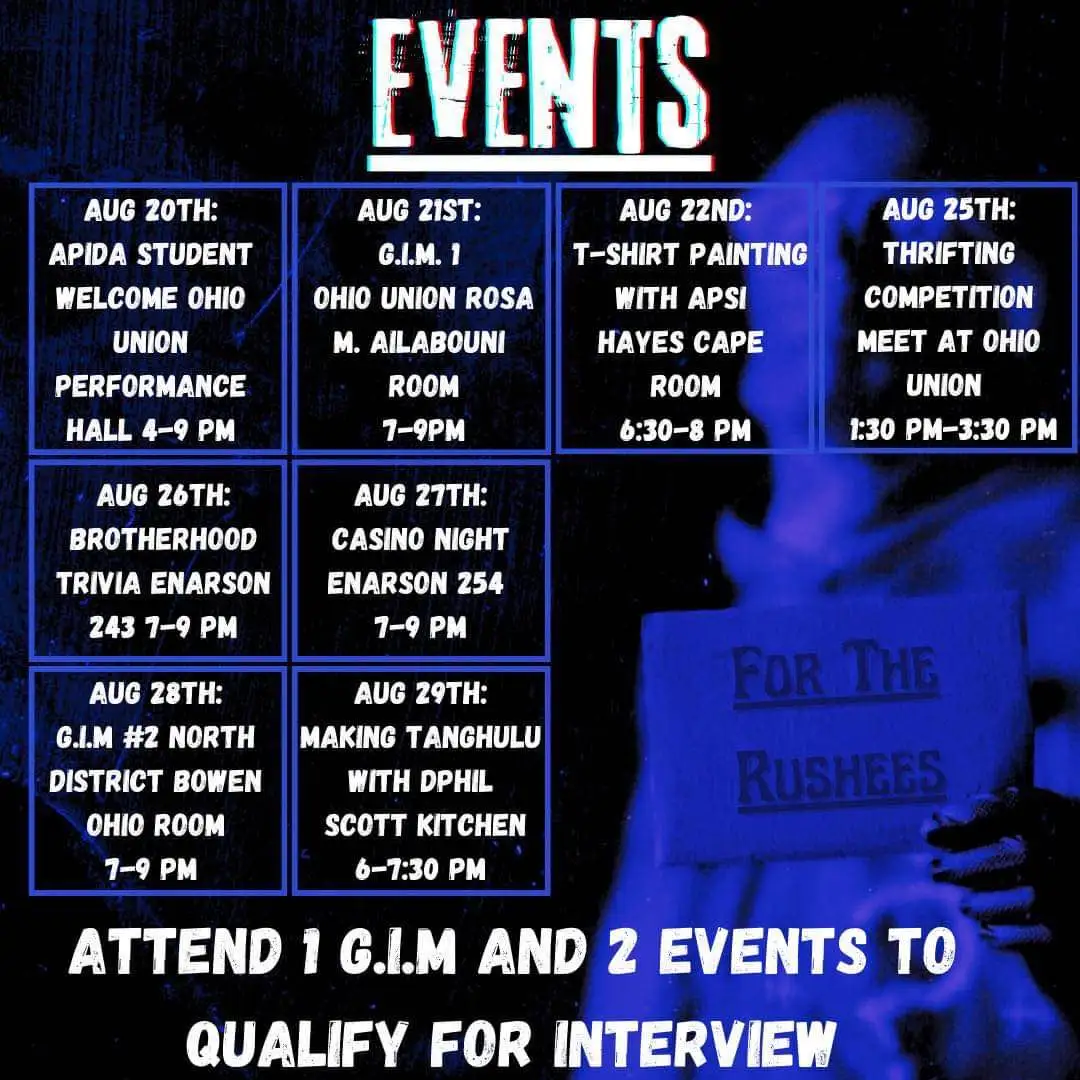 EVENTS
AUG 20TH:
APIDA STUDENT
WELCOME OHIO
UNION
PERFORMANCE
HALL 4-9 PM
AUG 21ST:
G.I.M. 1
OHIO UNION ROSA
M. AILABOUNI
ROOM
7-9PM
AUG 22ND:
T-SHIRT PAINTING
WITH APSI
HAYES CAPE
ROOM
6:30-8 PM
AUG 25TH:
THRIFTING
COMPETITION
MEET AT OHIO
UNION
1:30 PM-3:30 PM
AUG 26TH:
BROTHERHOOD
TRIVIA ENARSON
243 7-9 PM
AUG 27TH:
CASINO NIGHT
ENARSON 254
7-9 PM
AUG 28TH:
G.I.M #2 NORTH
DISTRICT BOWEN
OHIO ROOM
7-9 PM
AUG 29TH:
MAKING TANGHULU
WITH DPHIL
SCOTT KITCHEN
6-7:30 PM
FOR THE
RUSHEES
ATTEND 1 G.I.M AND 2 EVENTS TO
QUALIFY FOR INTERVIEW